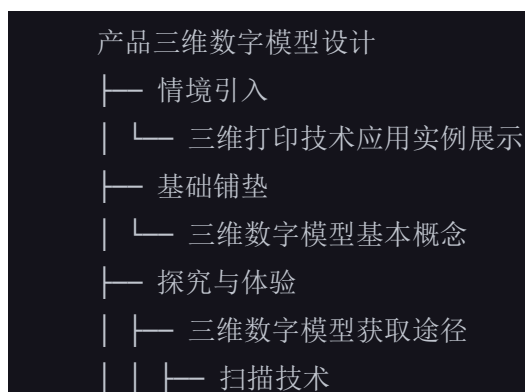 产品三维数字模型设计
├── 情境引入
│ └── 三维打印技术应用实例展示
├── 基础铺垫
│ └── 三维数字模型基本概念
├── 探究与体验
│ ├── 三维数字模型获取途径
│ │ ├── 扫描技术